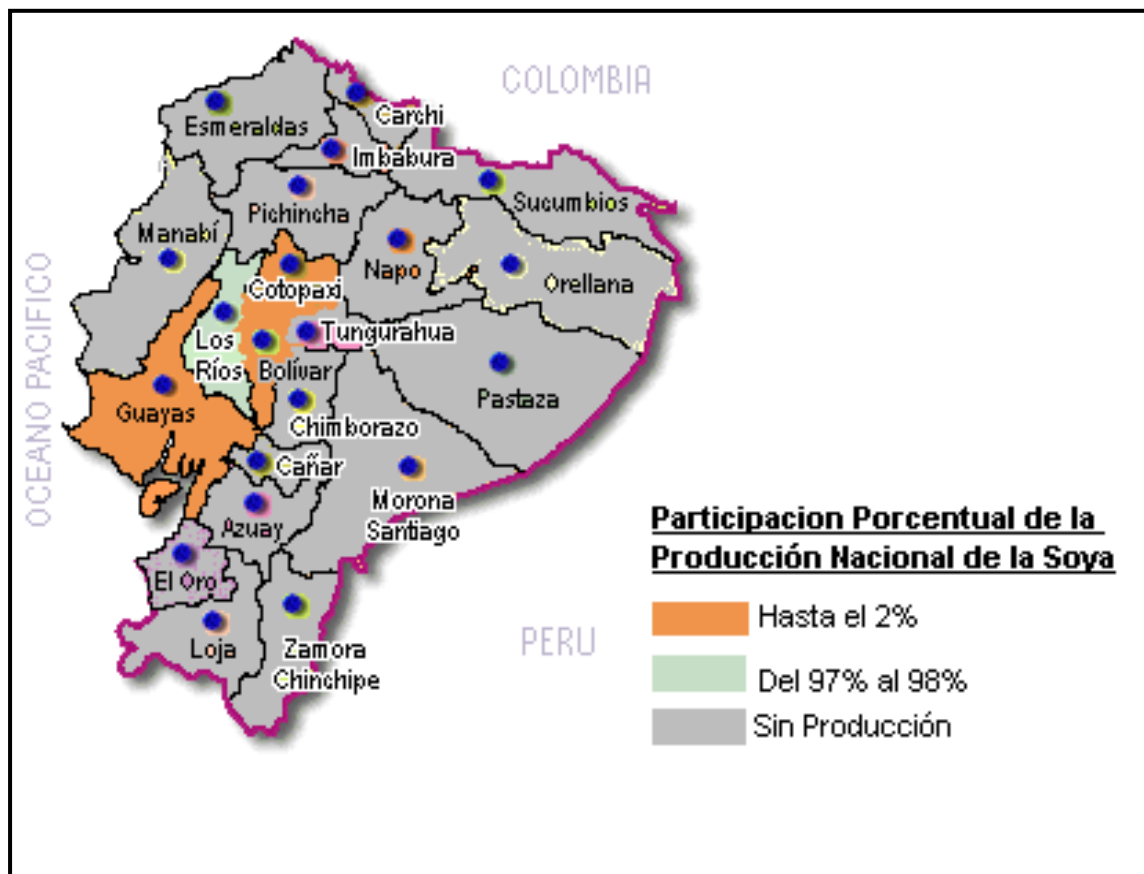 COLOMBIA
Carchi
Esmeraldas
Imbabura
Sucumbios
Pichincha
Manabí
Napo
Orellana
Cotopaxi
Los
Ríos
Tungurahua
Bolívar
Pastaza
Guayas
Chimborazo
Cañar
Morona
Santiago
Azuay
El Oro
Loja
Zamora
Chinchipe
OCEANO PACIFICO
PERU
Participacion Porcentual de la
Producción Nacional de la Soya
Hasta el 2%
Del 97% al 98%
Sin Producción